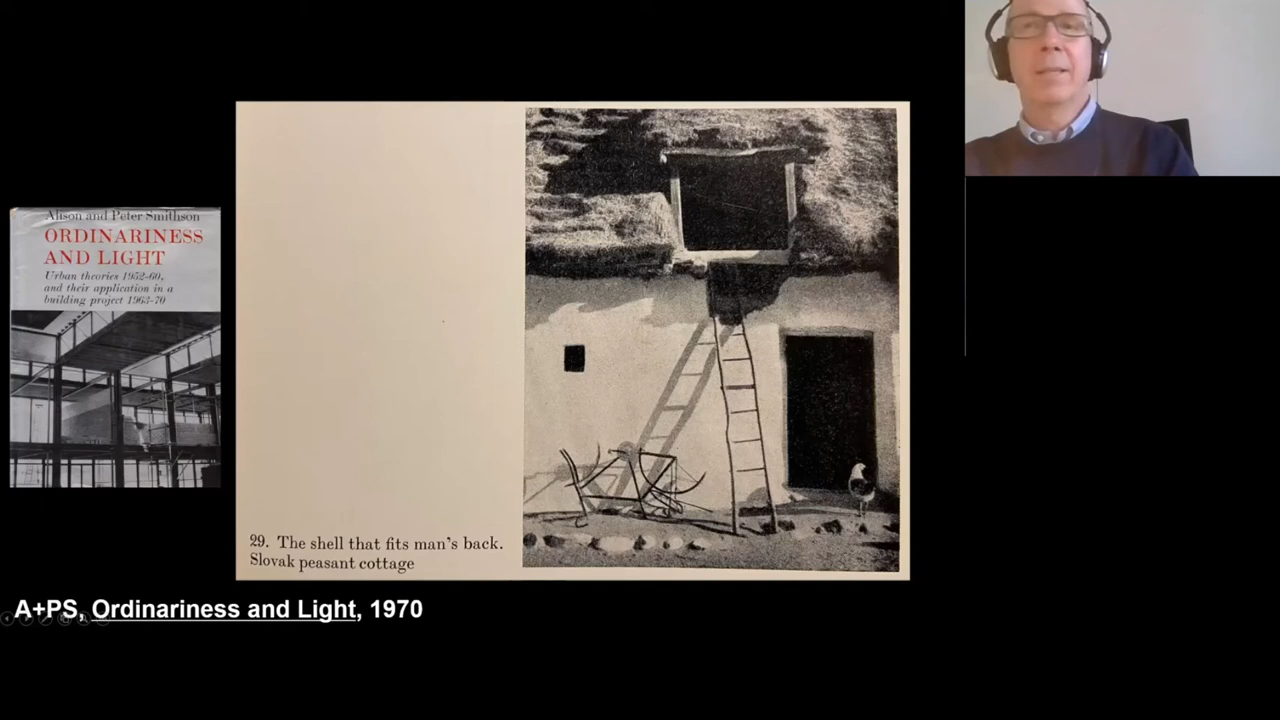 Alison and Peter Smithson
ORDINARINESS
AND LIGHT
Urban theories 1952-60,
and their application in a
building project 1963-70
29. The shell that fits man's back.
Slovak peasant cottage
A+PS, Ordinariness and Light, 1970